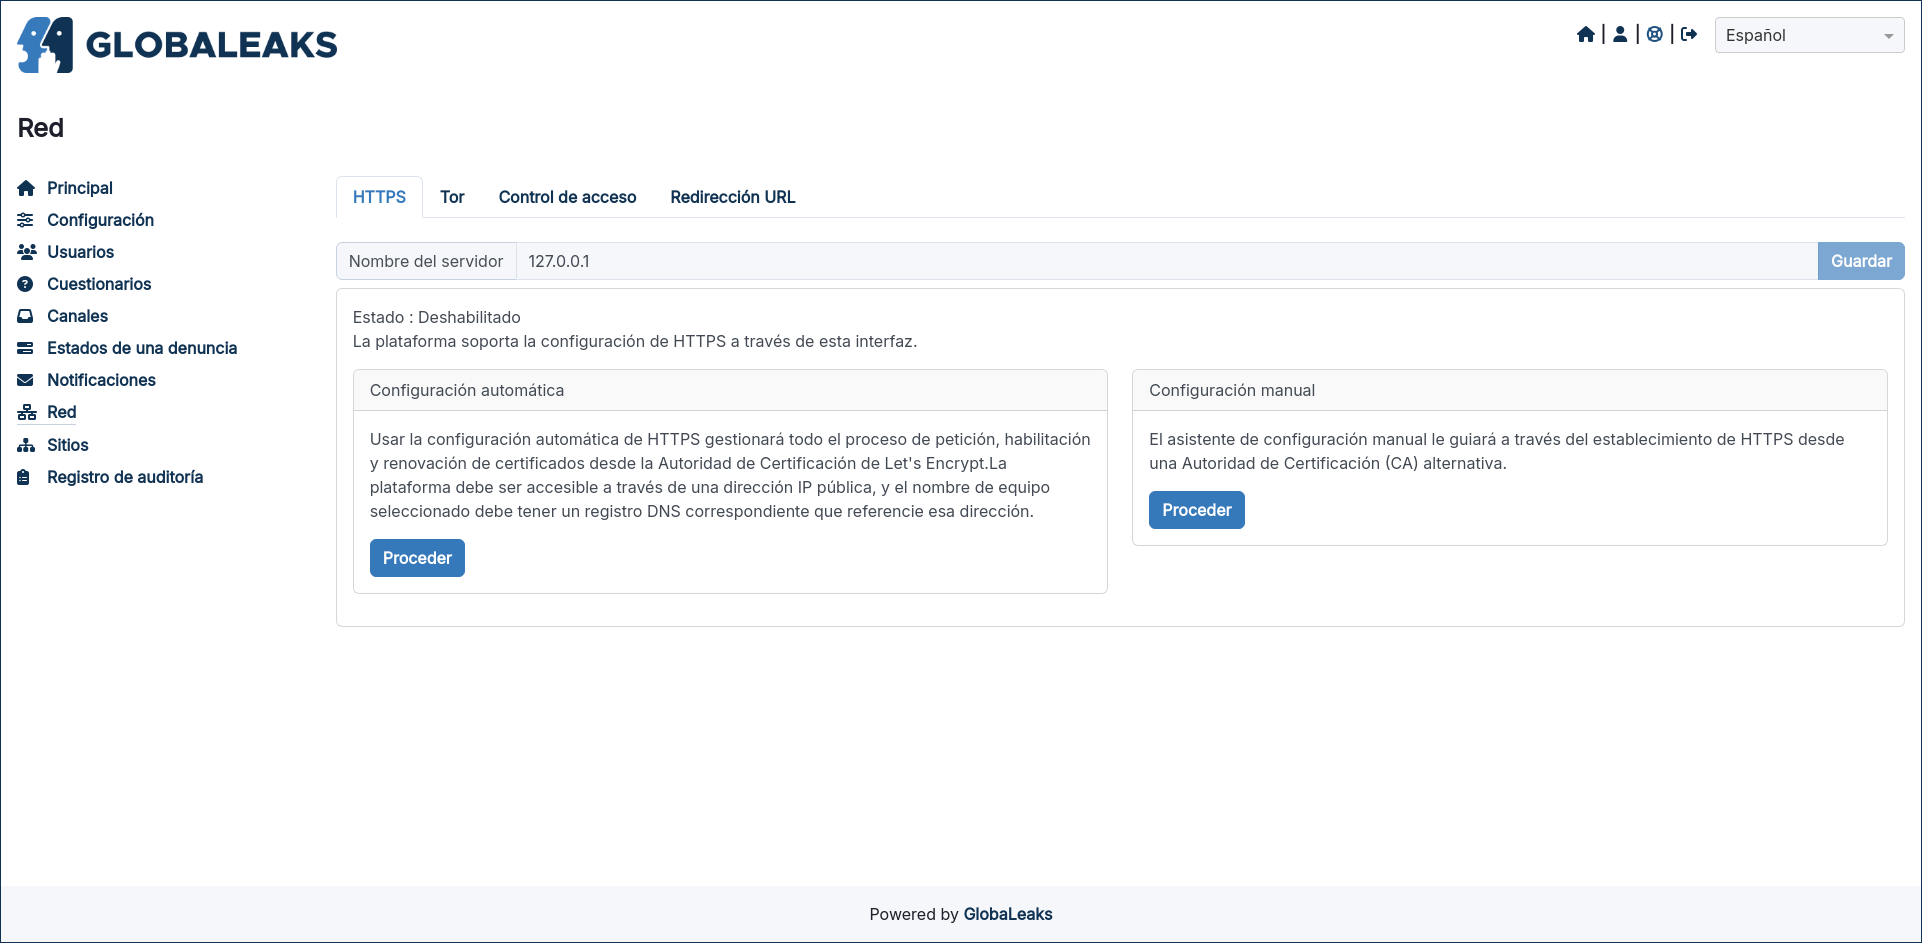 GLOBALEAKS
Español
Red
Principal
Configuración
Usuarios
Cuestionarios
Canales
Estados de una denuncia
Notificaciones
Red
Sitios
Registro de auditoría
HTTPS
Tor
Control de acceso
Redirección URL
Nombre del servidor
127.0.0.1
Guardar
Estado : Deshabilitado
La plataforma soporta la configuración de HTTPS a través de esta interfaz.
Configuración automática
Usar la configuración automática de HTTPS gestionará todo el proceso de petición, habilitación
y renovación de certificados desde la Autoridad de Certificación de Let's Encrypt.La
plataforma debe ser accesible a través de una dirección IP pública, y el nombre de equipo
seleccionado debe tener un registro DNS correspondiente que referencie esa dirección.
Proceder
Configuración manual
El asistente de configuración manual le guiará a través del establecimiento de HTTPS desde
una Autoridad de Certificación (CA) alternativa.
Proceder
Powered by GlobaLeaks